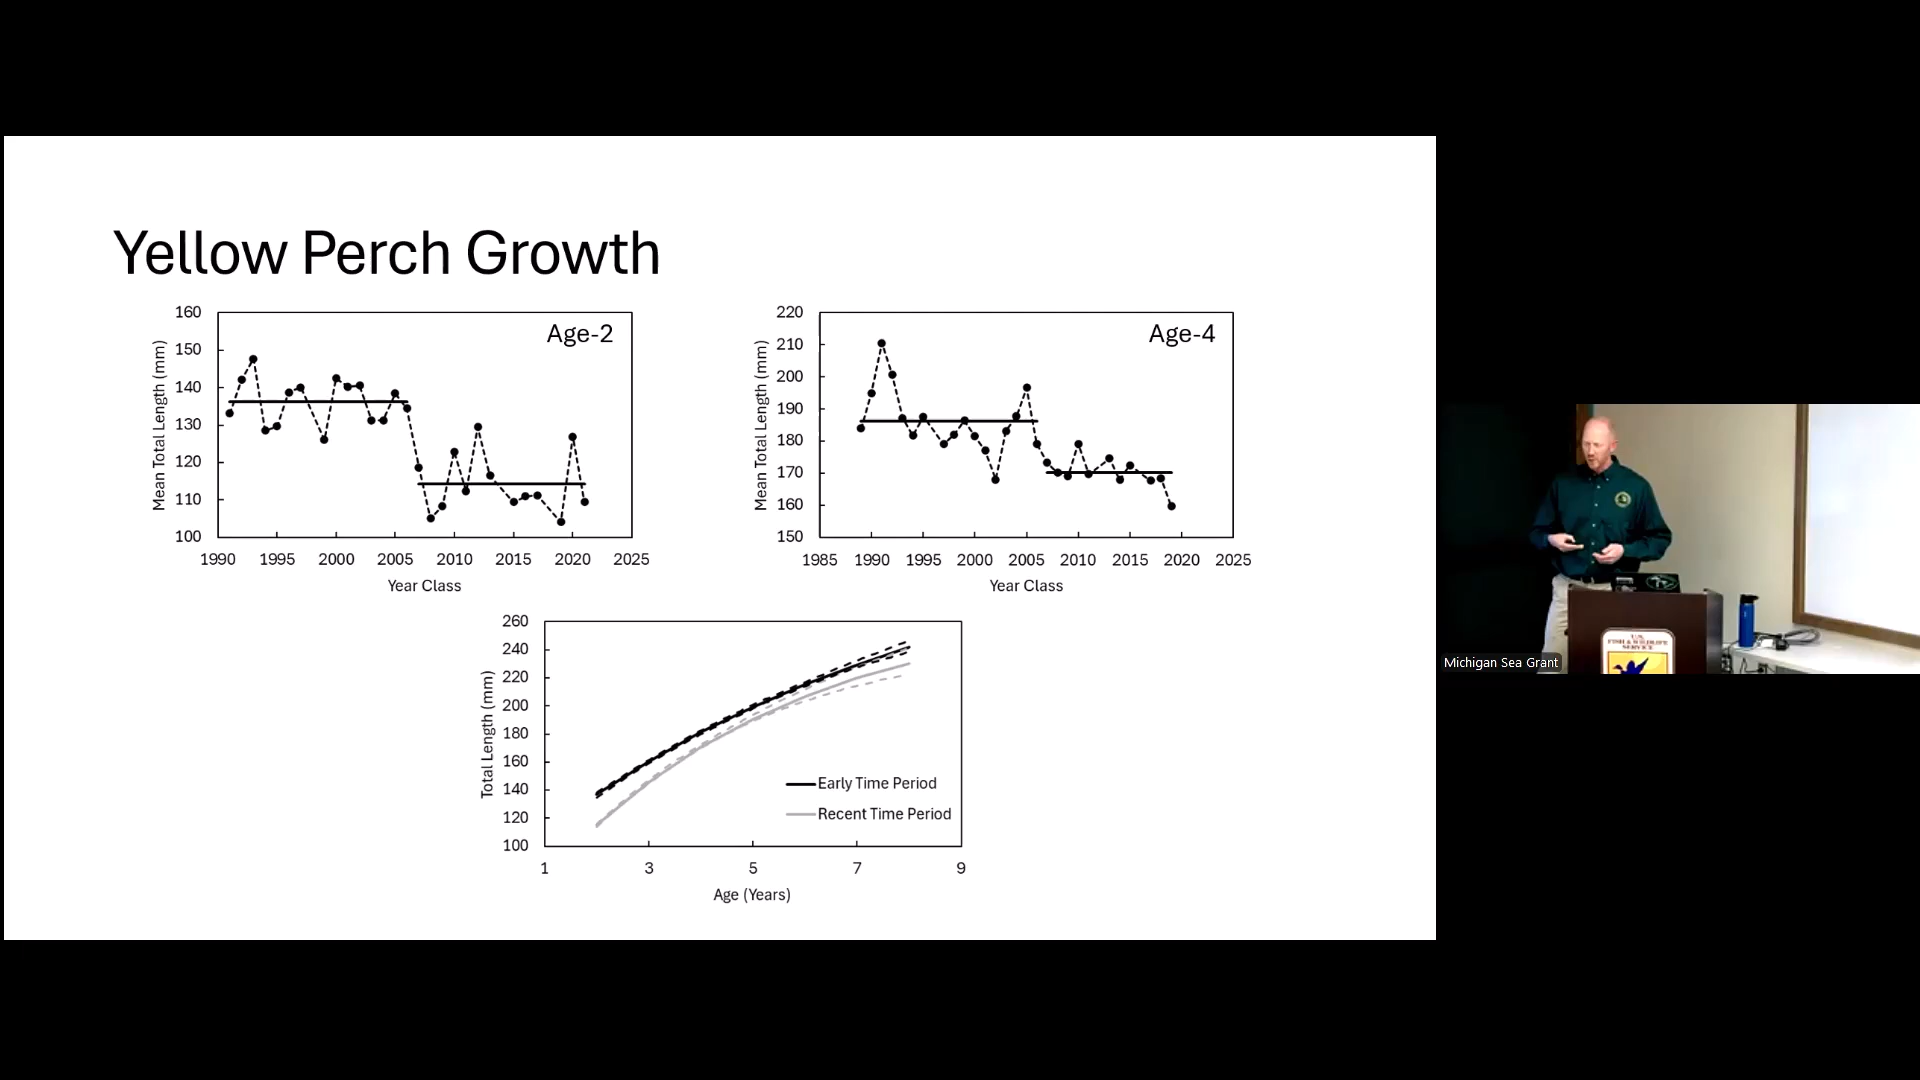 Yellow Perch Growth
160
150
140
130
120
110
100
Mean Total Length (mm)
Age-2
1990 1995 2000 2005 2010 2015 2020 2025
Year Class
220
210
200
190
180
170
160
150
Mean Total Length (mm)
Age-4
1985 1990 1995 2000 2005 2010 2015 2020 2025
Year Class
260
240
220
200
180
160
140
120
100
Total Length (mm)
Early Time Period
Recent Time Period
1 3 5 7 9
Age (Years)
U.S.
FISH & WILDLIFE
SERVICE
Michigan Sea Grant